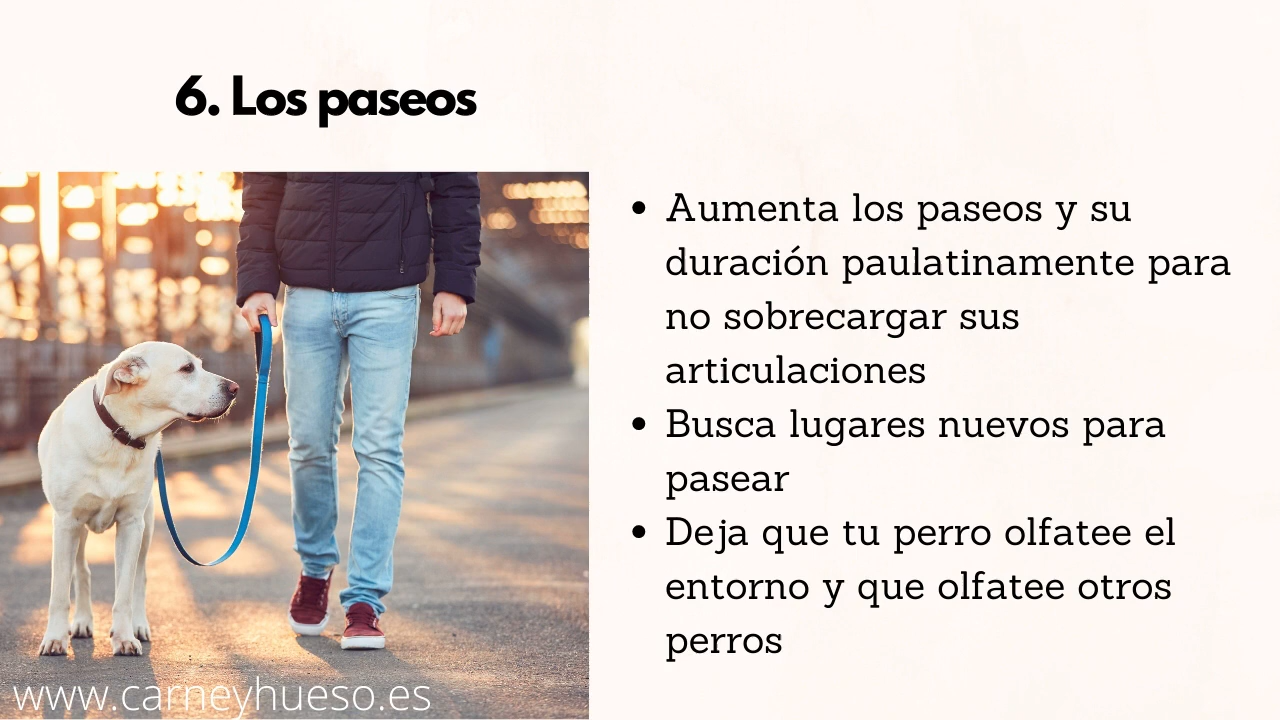 6. Los paseos
• Aumenta los paseos y su
duración paulatinamente para
no sobrecargar sus
articulaciones
• Busca lugares nuevos para
pasear
• Deja que tu perro olfatee el
entorno y que olfatee otros
perros
www.carneyhueso.es